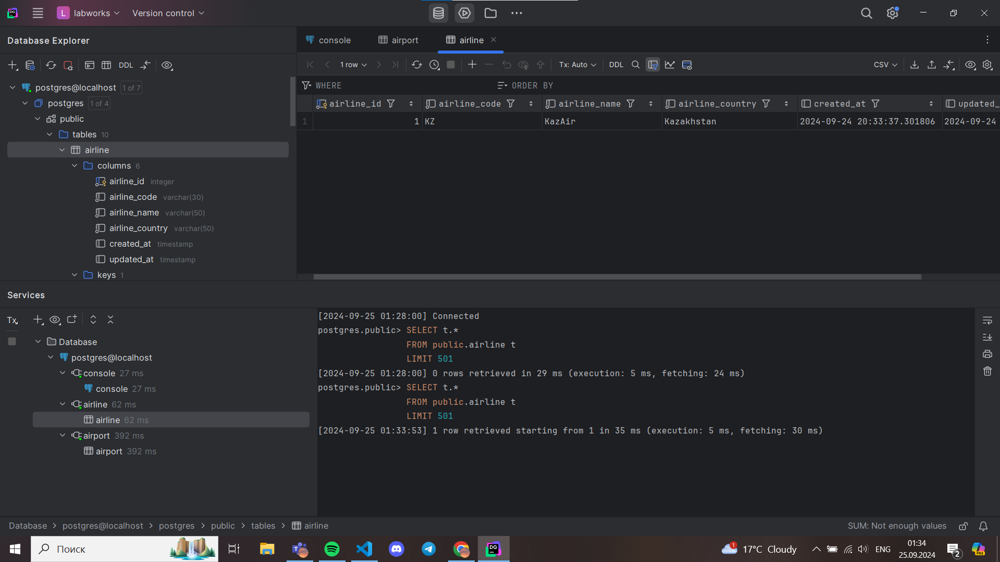 L labworks Version control
Database Explorer
console airport airline
DDL
1 row Tx: Auto DDL CSV
WHERE ORDER BY
postgres@localhost 1 of 7
postgres 1 of 4
public
tables 10
airline
columns 6
airline_id integer
airline_code varchar(30)
airline_name varchar(50)
airline_country varchar(50)
created_at timestamp
updated_at timestamp
keys 1
airline_id airline_code airline_name airline_country created_at updated_
1 1 KZ KazAir Kazakhstan 2024-09-24 20:33:37.301806 2024-09-24
Services
Tx
Database
postgres@localhost
console 27 ms
console 27 ms
airline 62 ms
airline 62 ms
airport 392 ms
airport 392 ms
[2024-09-25 01:28:00] Connected
postgres.public> SELECT t.*
FROM public.airline t
LIMIT 501
[2024-09-25 01:28:00] 0 rows retrieved in 29 ms (execution: 5 ms, fetching: 24 ms)
postgres.public> SELECT t.*
FROM public.airline t
LIMIT 501
[2024-09-25 01:33:53] 1 row retrieved starting from 1 in 35 ms (execution: 5 ms, fetching: 30 ms)
Database > postgres@localhost > postgres > public > tables > airline
SUM: Not enough values
Поиск
1 17°C Cloudy ENG 01:34
25.09.2024
2
PRE